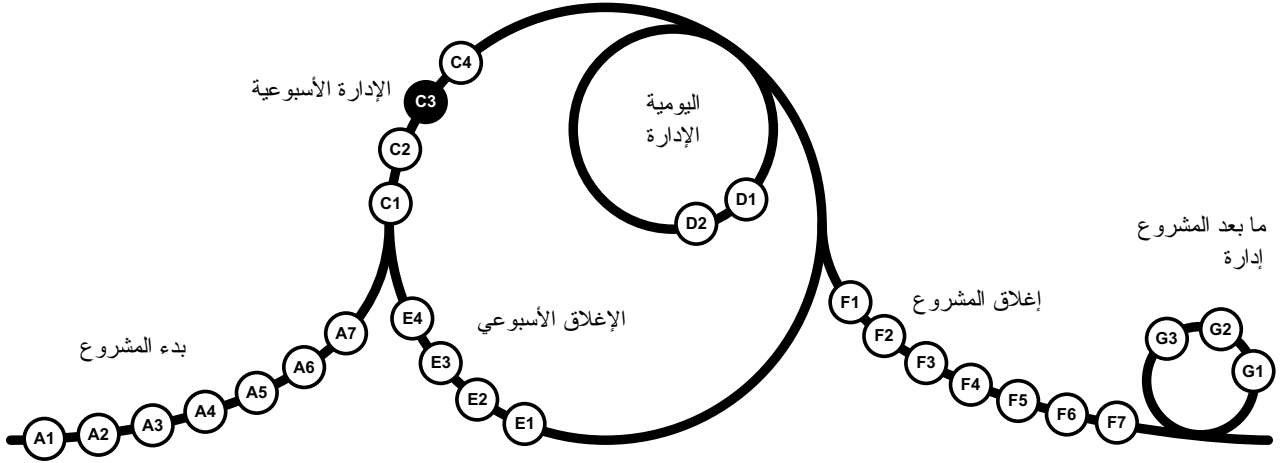 C4
الإدارة الأسبوعية
C3
C2
C1
اليومية
الإدارة
D1
D2
ما بعد المشروع
إدارة
بدء المشروع
A1
A2
A3
A4
A5
A6
A7
الإغلاق الأسبوعي
E4
E3
E2
E1
إغلاق المشروع
F1
F2
F3
F4
F5
F6
F7
G3
G2
G1